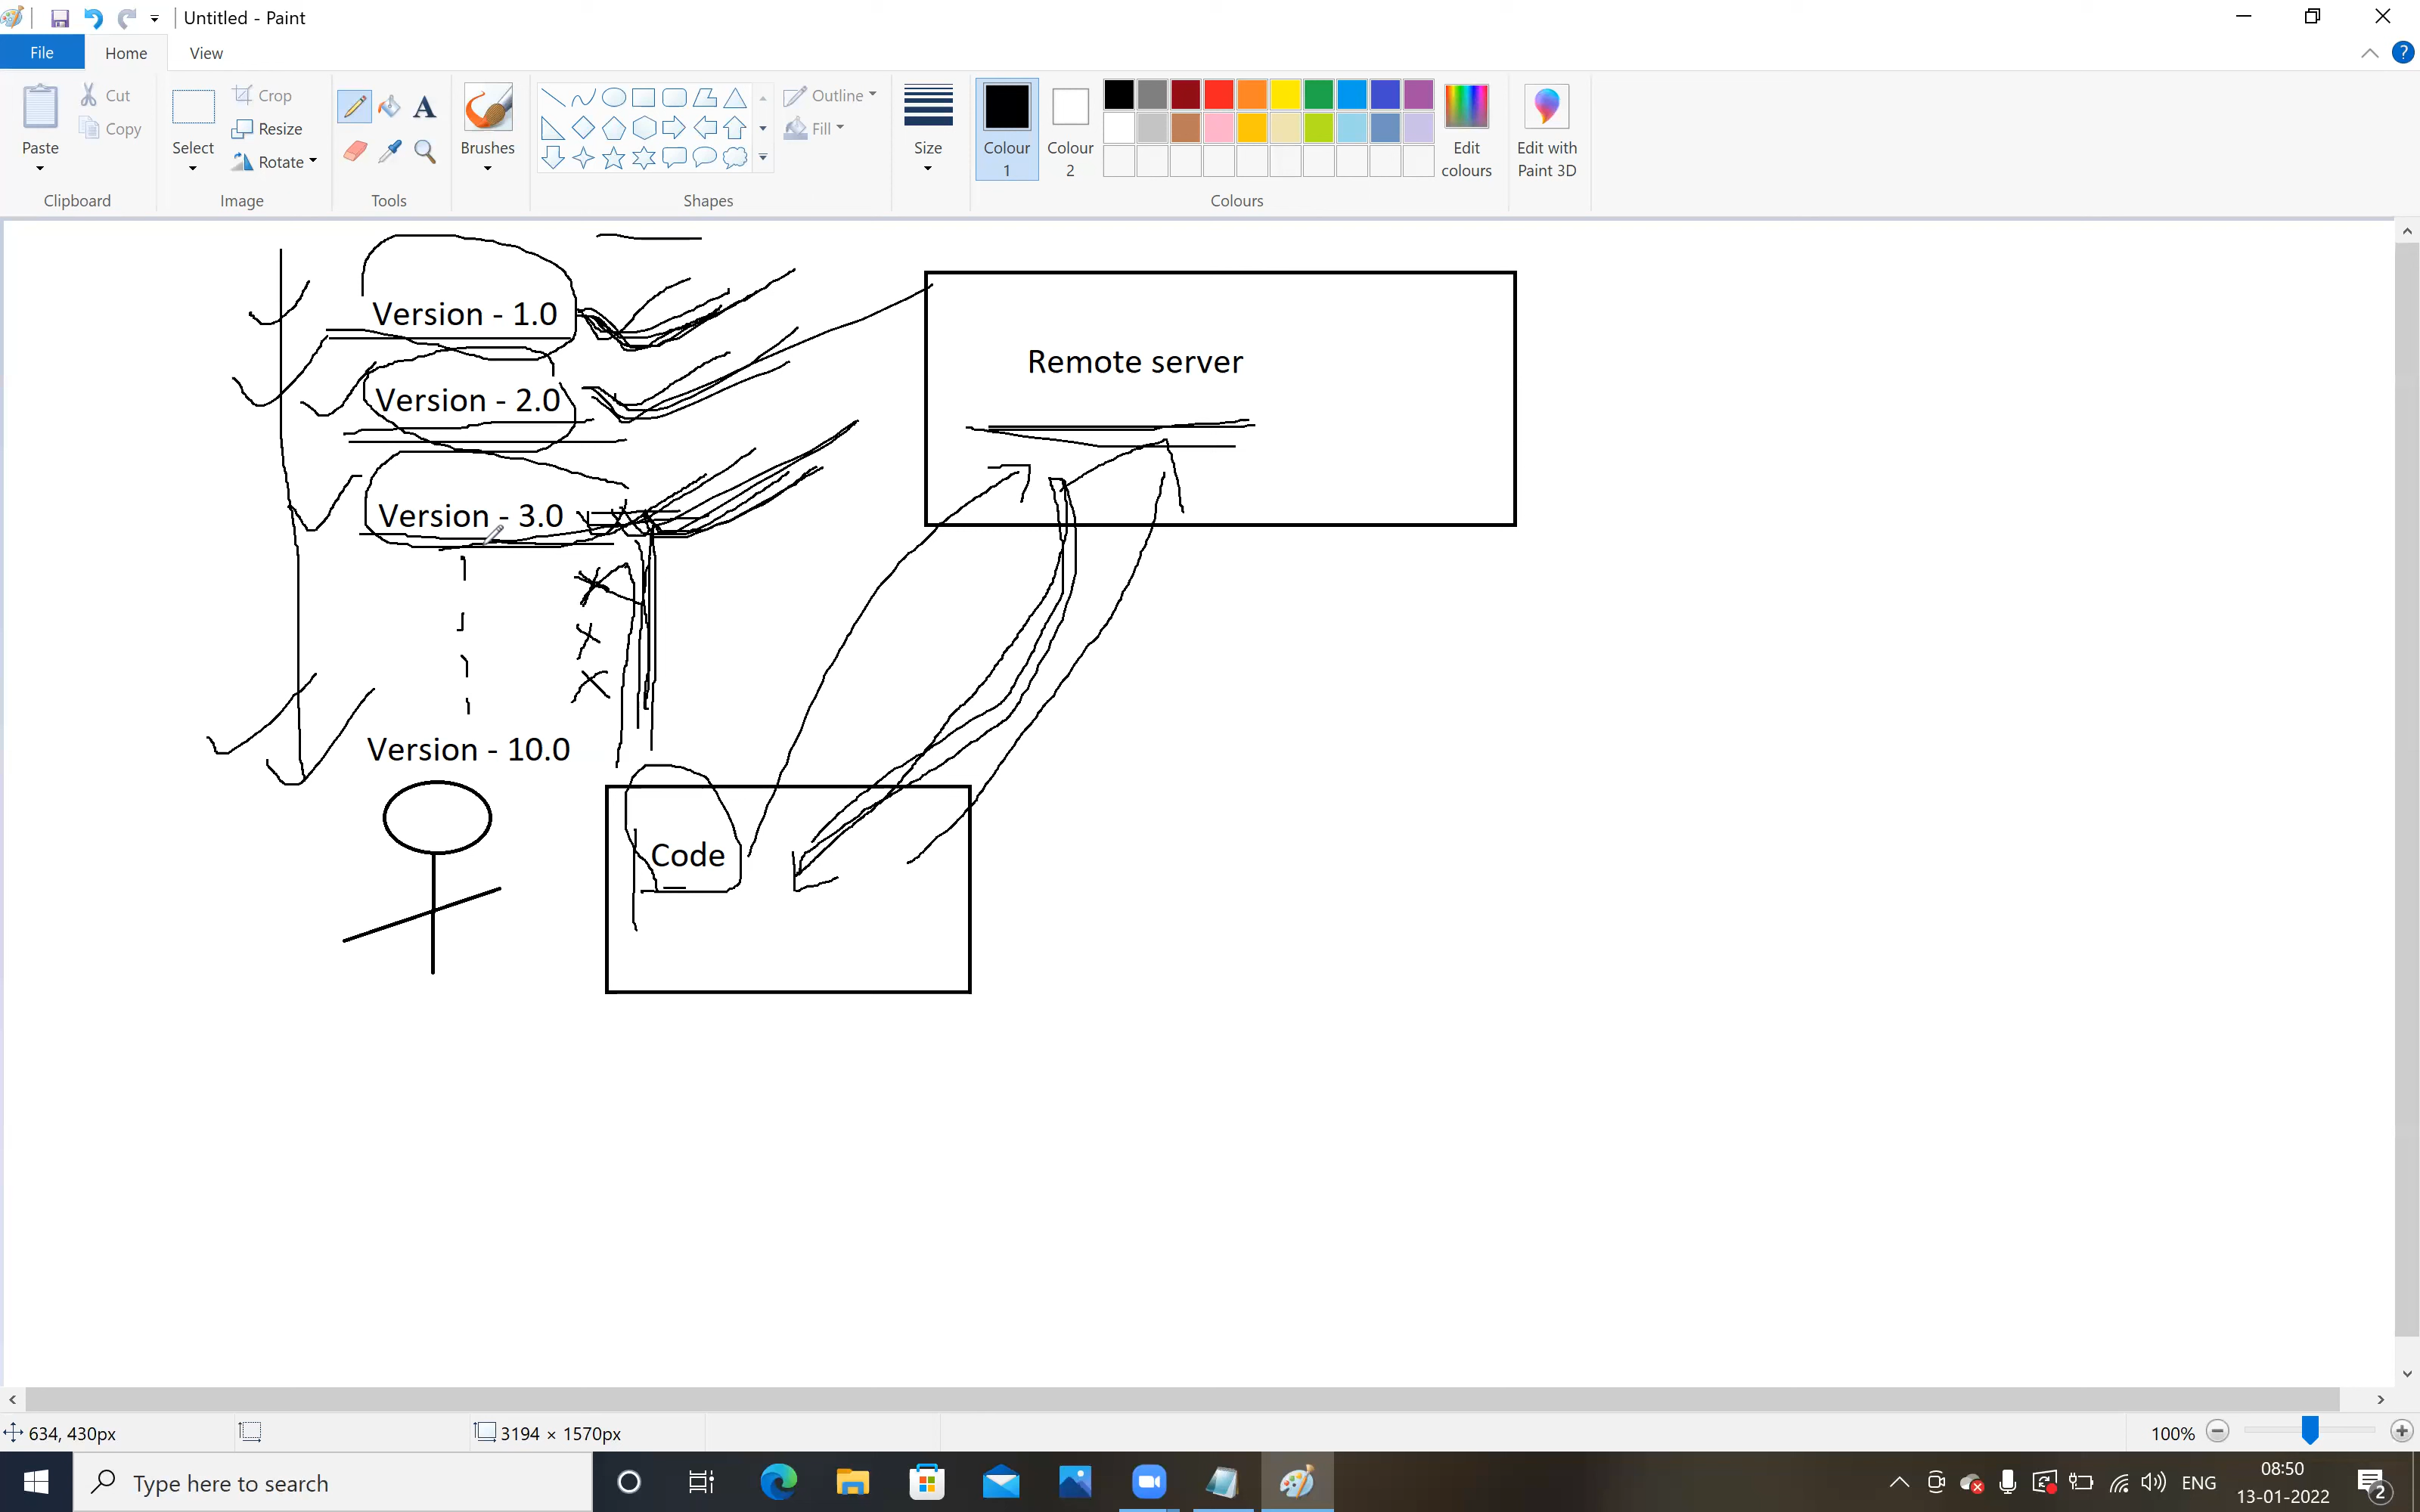 Untitled - Paint
File Home View
Cut
Copy
Paste
Clipboard
Crop
Resize
Rotate
Select
Image
Tools
Brushes
Shapes
Outline
Fill
Size
Colour 1
Colour 2
Colours
Edit colours
Edit with Paint 3D
Version - 1.0
Version - 2.0
Version - 3.0
Version - 10.0
Remote server
Code
634, 430px
3194 × 1570px
100%
Type here to search
ENG
08:50
13-01-2022
2